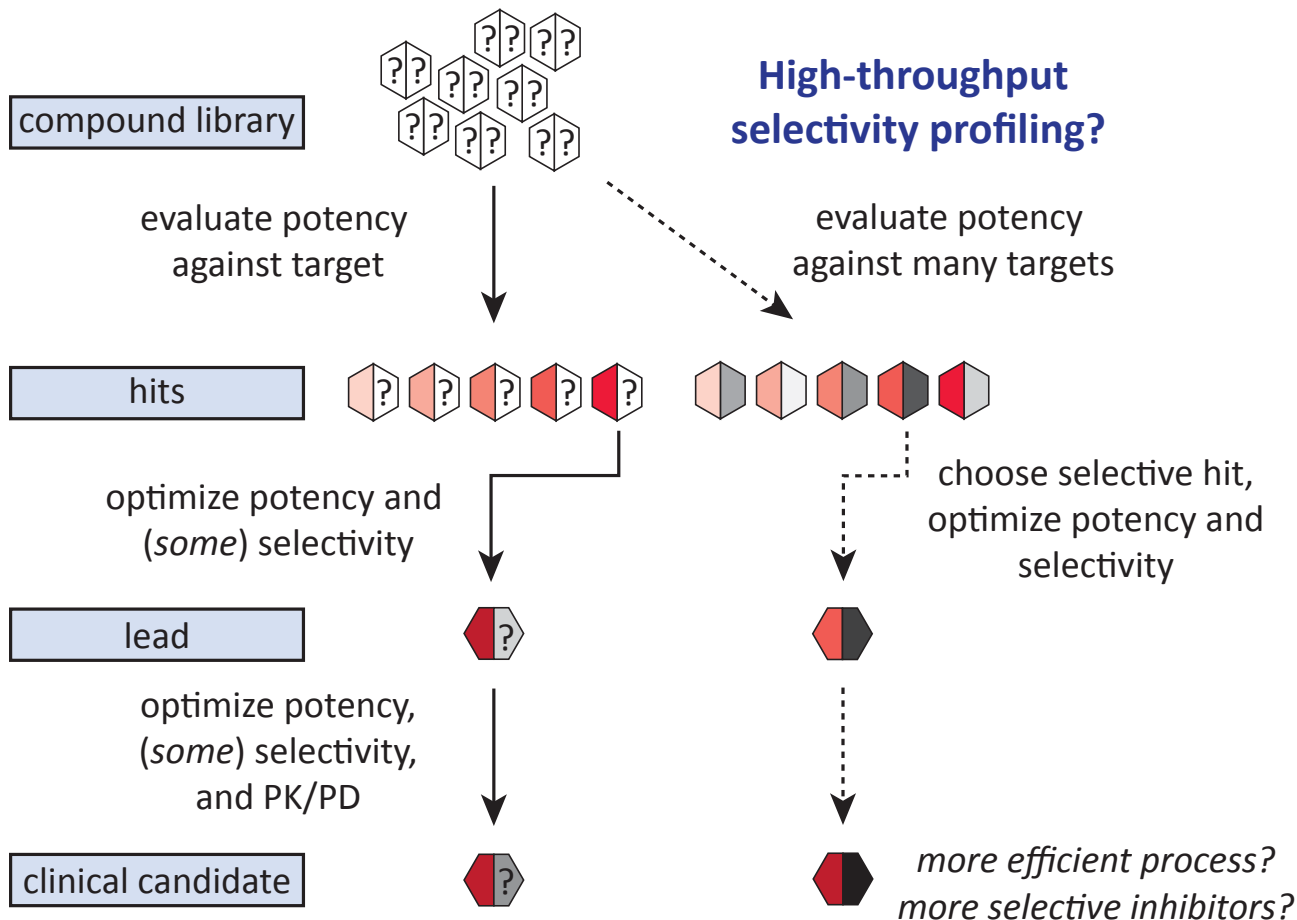 ??
??
??
??
??
??
??
??
High-throughput
selectivity profiling?
compound library
evaluate potency
against target
evaluate potency
against many targets
hits
?
?
?
?
?
optimize potency and
(some) selectivity
choose selective hit,
optimize potency and
selectivity
lead
?
optimize potency,
(some) selectivity,
and PK/PD
clinical candidate
?
more efficient process?
more selective inhibitors?